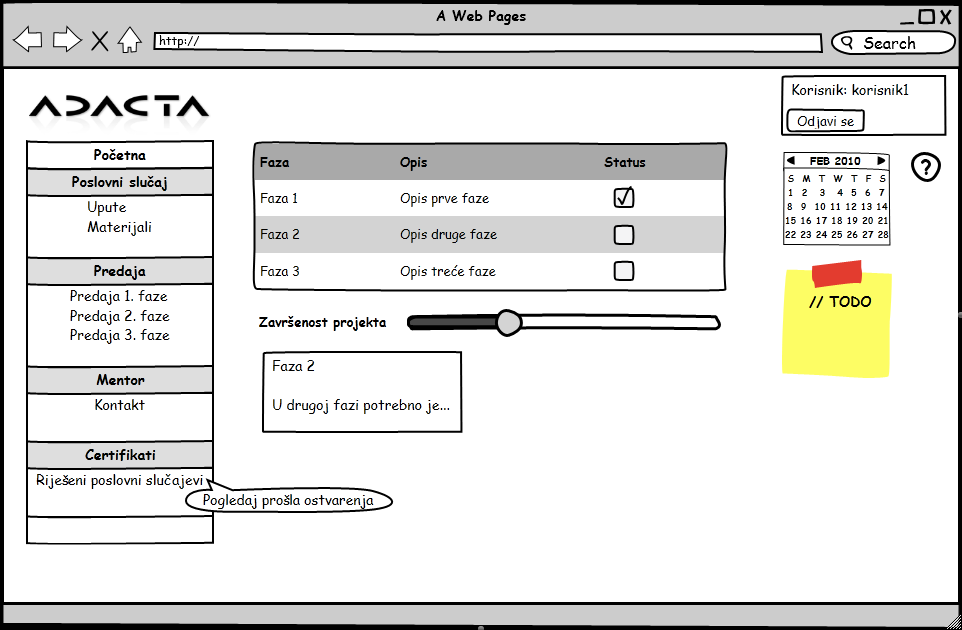 A Web Pages
http://
Search
ADACTA
Korisnik: korisnik1
Odjavi se
Početna
Poslovni slučaj
Upute
Materijali
Predaja
Predaja 1. faze
Predaja 2. faze
Predaja 3. faze
Mentor
Kontakt
Certifikati
Riješeni poslovni slučajevi
Pogledaj prošla ostvarenja
Faza Opis Status
Faza 1 Opis prve faze
Faza 2 Opis druge faze
Faza 3 Opis treće faze
Završenost projekta
Faza 2
U drugoj fazi potrebno je...
FEB 2010
S M T W T F S
1 2 3 4 5 6 7
8 9 10 11 12 13 14
15 16 17 18 19 20 21
22 23 24 25 26 27 28
?
// TODO